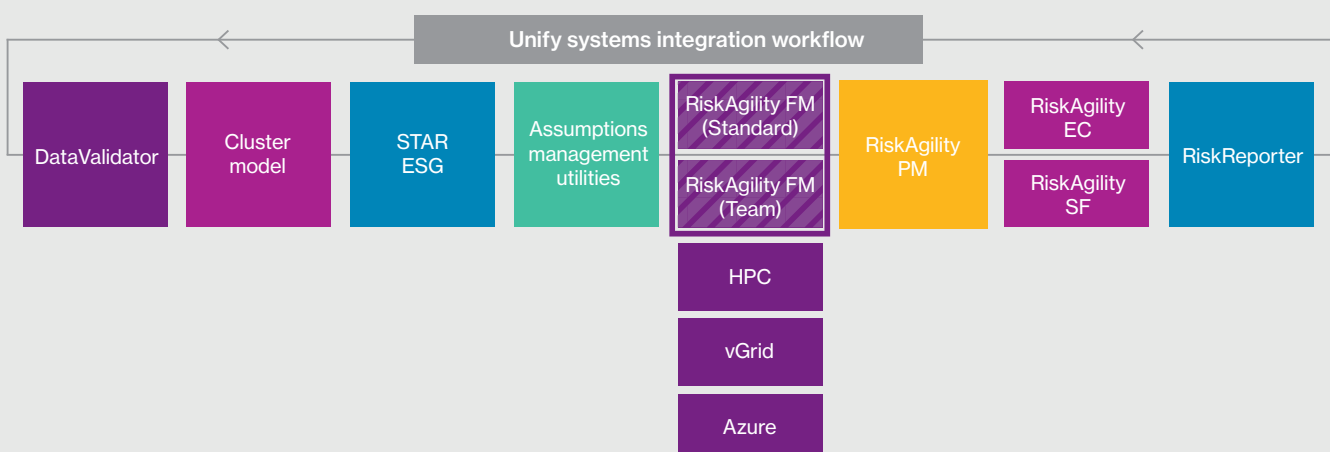 Unify systems integration workflow
DataValidator
Cluster
model
STAR
ESG
Assumptions
management
utilities
RiskAgility FM
(Standard)
RiskAgility FM
(Team)
HPC
vGrid
Azure
RiskAgility
PM
RiskAgility
EC
RiskAgility
SF
RiskReporter